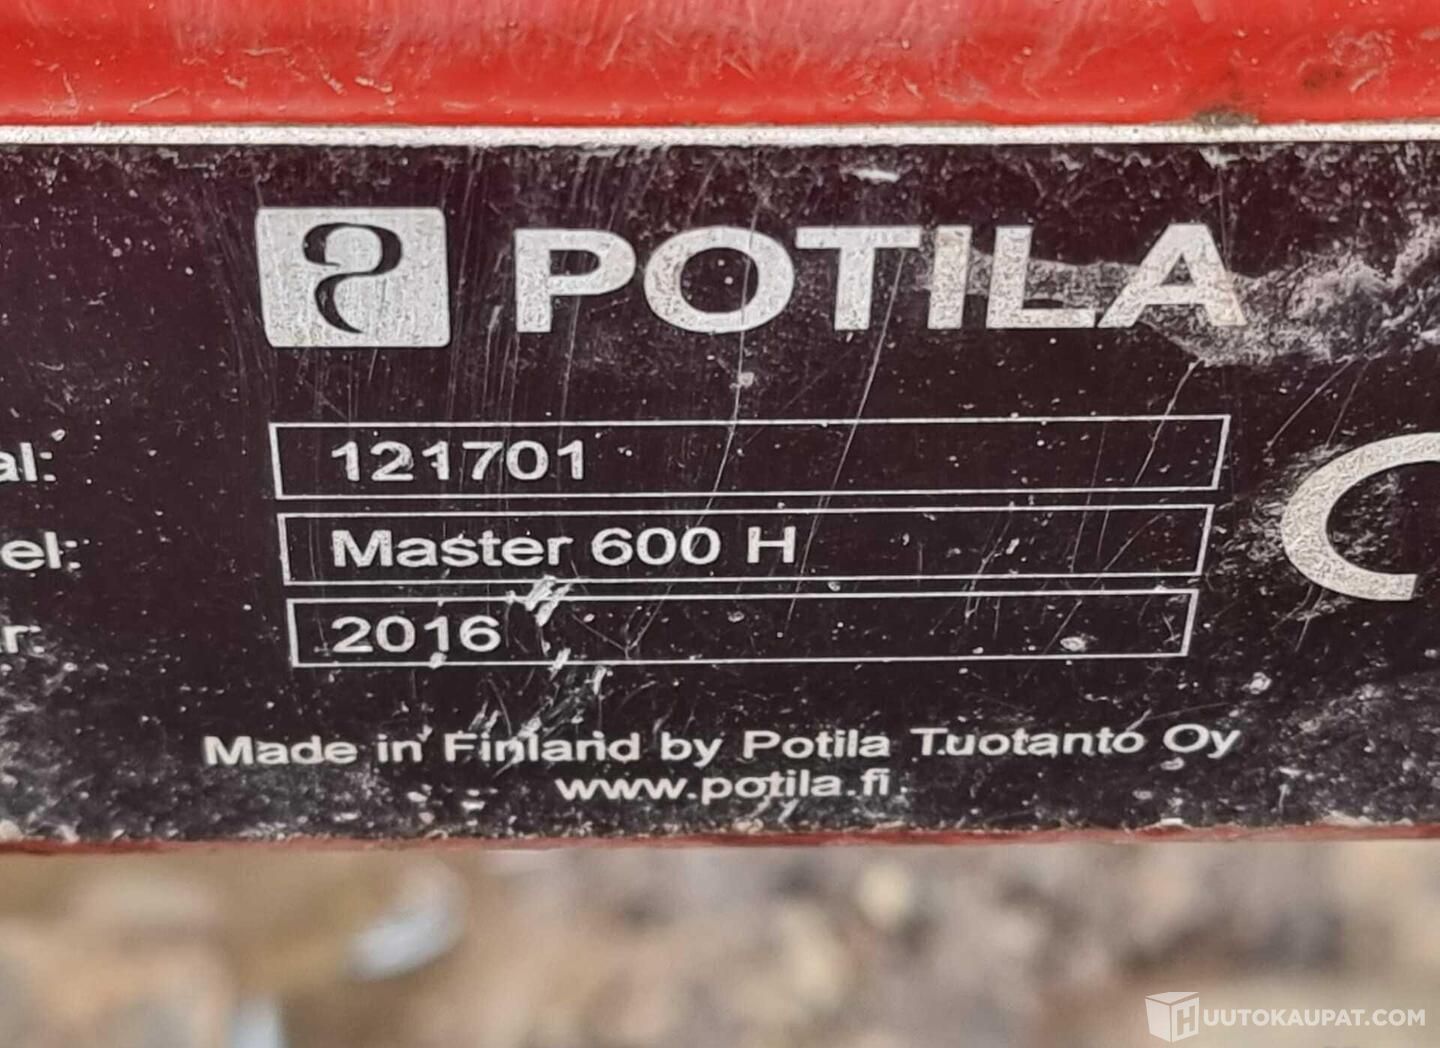 POTILA
al: 121701
el: Master 600 H
r: 2016
Made in Finland by Potila Tuotanto Oy
www.potila.fi
C
HUUTOKAUPAT.COM